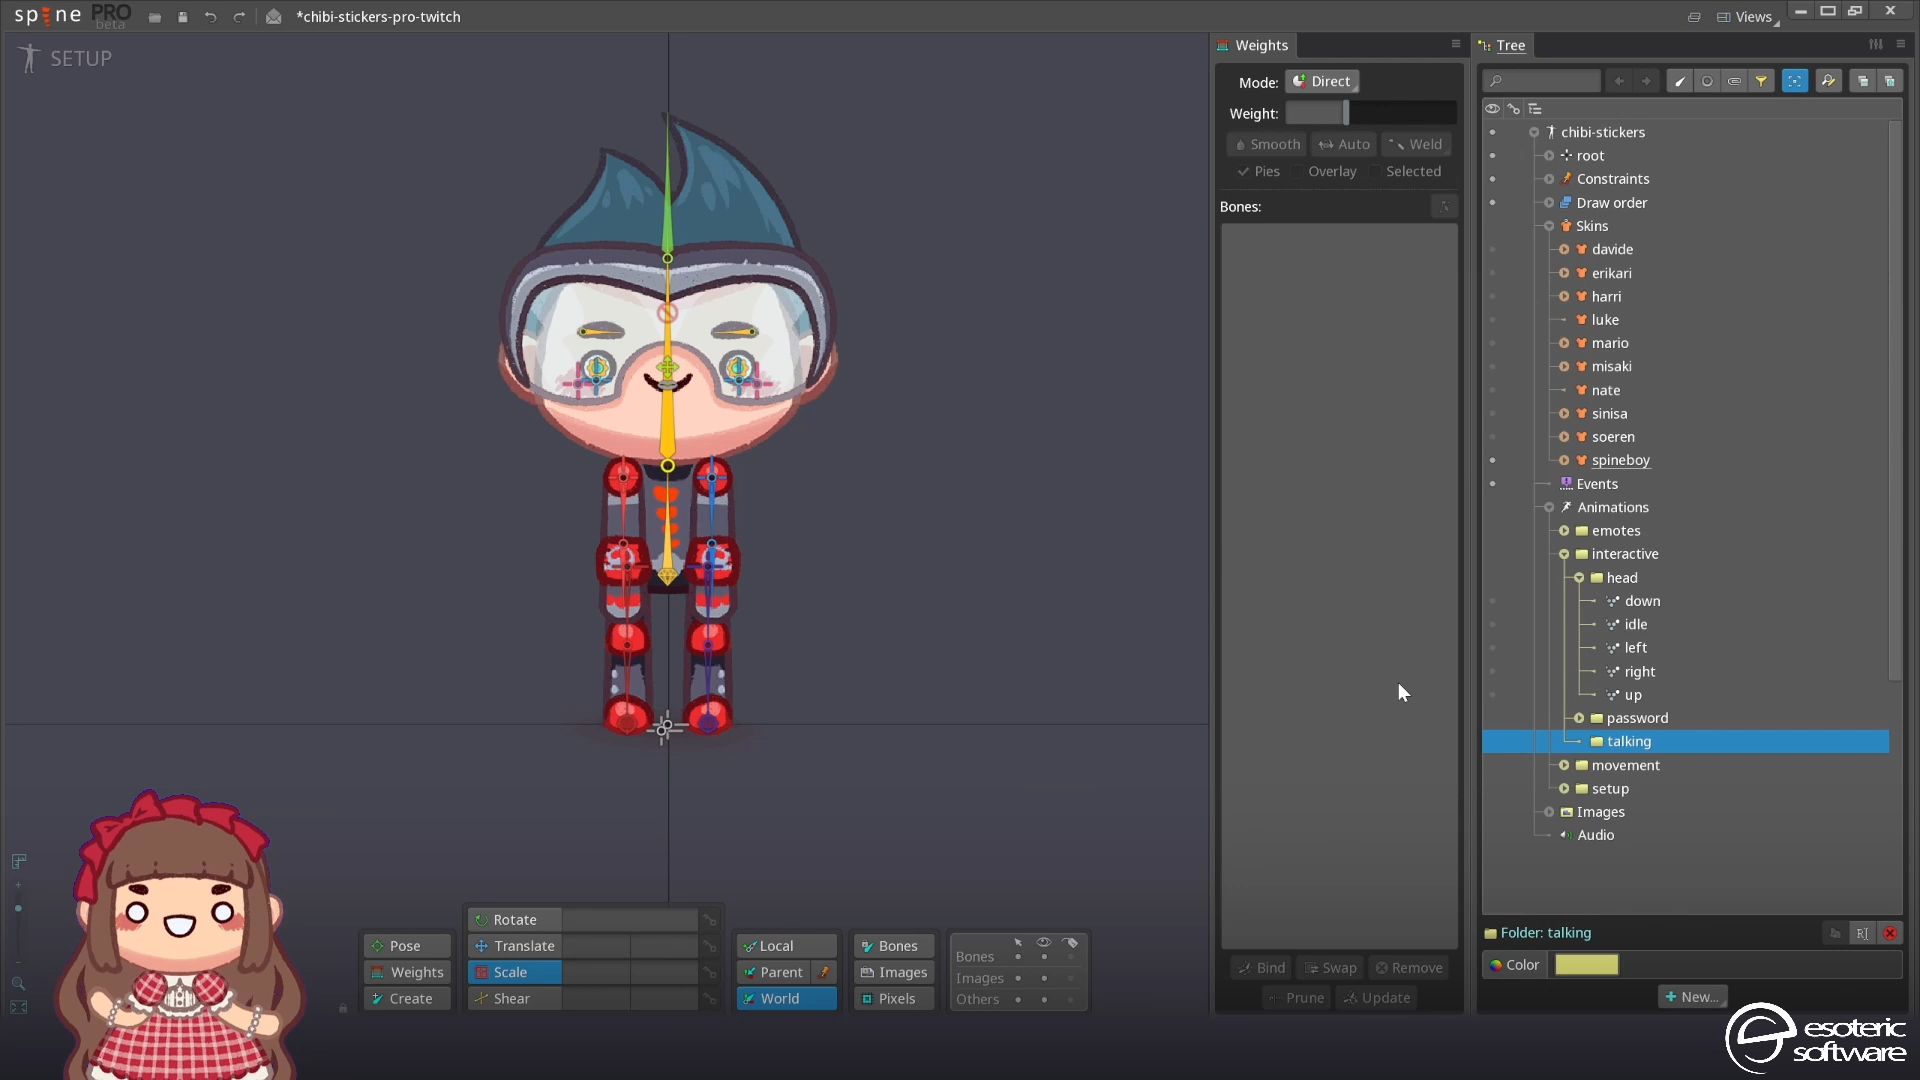 spine PRO beta
*chibi-stickers-pro-twitch
Views
SETUP
Weights
Mode: Direct
Weight:
Smooth Auto Weld
Pies Overlay Selected
Bones:
Bind Swap Remove
Prune Update
Tree
chibi-stickers
root
Constraints
Draw order
Skins
davide
erikari
harri
luke
mario
misaki
nate
sinisa
soeren
spineboy
Events
Animations
emotes
interactive
head
down
idle
left
right
up
password
talking
movement
setup
Images
Audio
Folder: talking
Color
New...
Pose
Weights
Create
Rotate
Translate
Scale
Shear
Local
Parent
World
Bones
Images
Pixels
Bones
Images
Others
esoteric
software